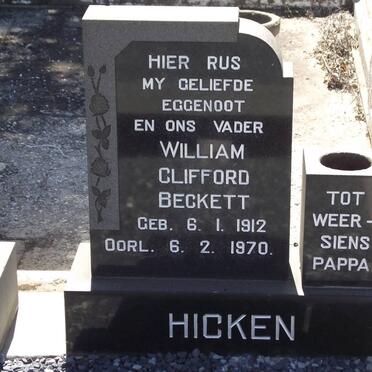 HIER RUS
MY GELIEFDE
EGGENOOT
EN ONS VADER
WILLIAM
CLIFFORD
BECKETT
GEB. 6. 1. 1912
OORL. 6. 2. 1970.
HICKEN
TOT
WEER-
SIENS
PAPPA